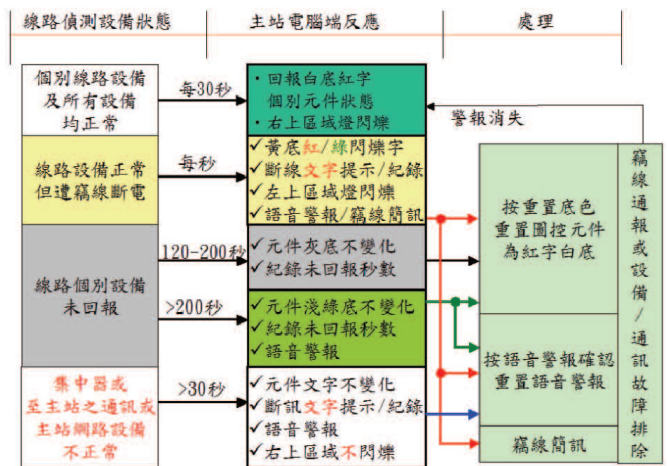 線路偵測設備狀態
主站電腦端反應
處理
個別線路設備
及所有設備
均正常
每30秒
・回報白底紅字
個別元件狀態
・右上區域燈閃爍
警報消失
線路設備正常
但遭竊線斷電
每秒
✓黃底紅/綠閃爍字
✓斷線文字提示/紀錄
✓左上區域燈閃爍
✓語音警報/竊線簡訊
線路個別設備
未回報
120-200秒
✓元件灰底不變化
✓紀錄未回報秒數
>200秒
✓元件淺綠底不變化
✓紀錄未回報秒數
✓語音警報
集中器或
至主站之通訊或
主站網路設備
不正常
>30秒
✓元件文字不變化
✓斷訊文字提示/紀錄
✓語音警報
✓右上區域不閃爍
按重置底色
重置圖控元件
為紅字白底
按語音警報確認
重置語音警報
竊線簡訊
竊線通報或設備/通訊故障排除